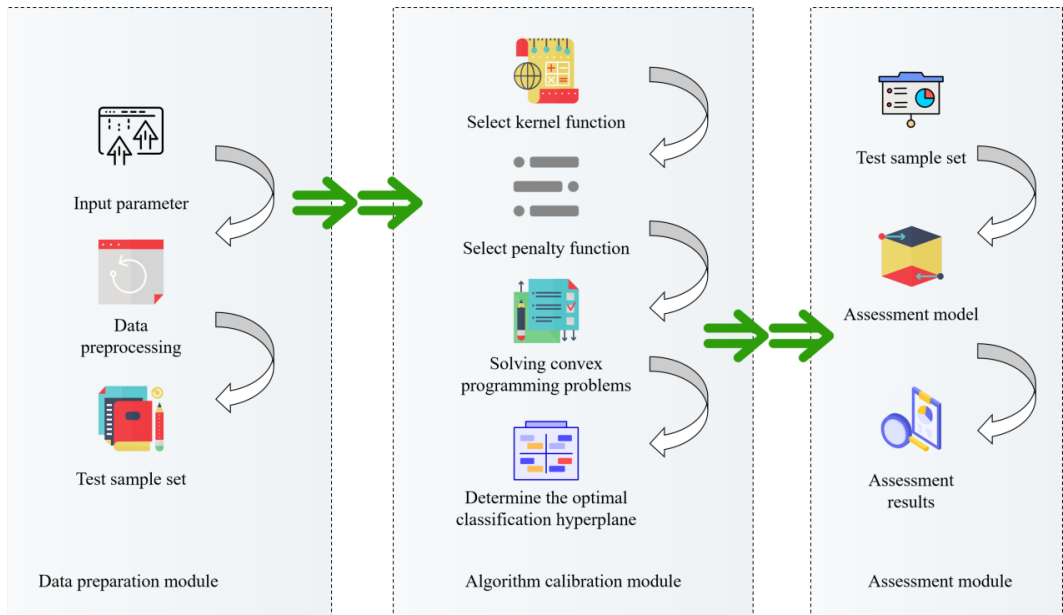 Input parameter
Data
preprocessing
Test sample set
Data preparation module
Select kernel function
Select penalty function
Solving convex
programming problems
Determine the optimal
classification hyperplane
Algorithm calibration module
Test sample set
Assessment model
Assessment
results
Assessment module